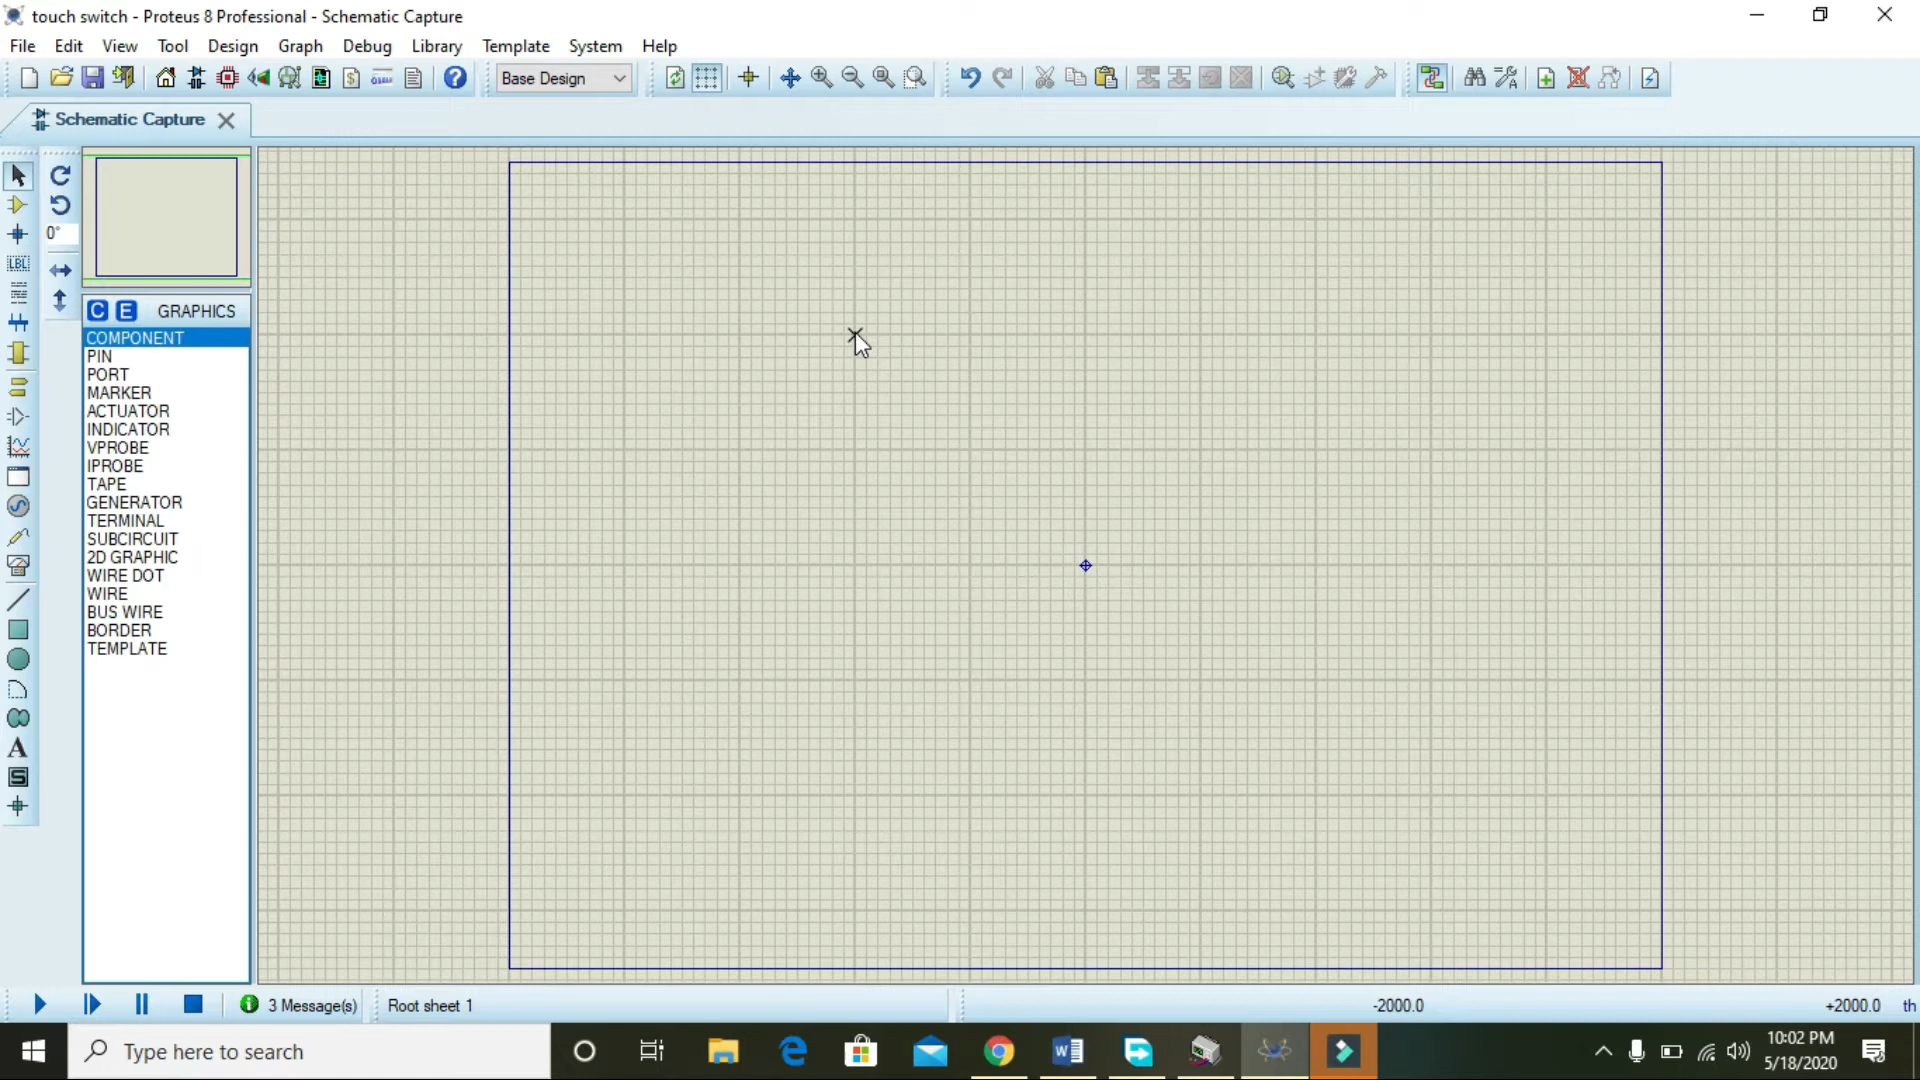 touch switch - Proteus 8 Professional - Schematic Capture
File Edit View Tool Design Graph Debug Library Template System Help
Base Design
Schematic Capture
LBL
0°
C E GRAPHICS
COMPONENT
PIN
PORT
MARKER
ACTUATOR
INDICATOR
VPROBE
IPROBE
TAPE
GENERATOR
TERMINAL
SUBCIRCUIT
2D GRAPHIC
WIRE DOT
WIRE
BUS WIRE
BORDER
TEMPLATE
A
S
3 Message(s) Root sheet 1 -2000.0 +2000.0 th
Type here to search
10:02 PM
5/18/2020